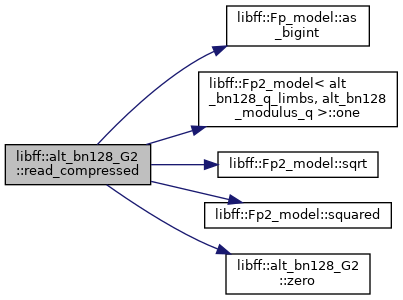 libff::Fp_model::as
_bigint
libff::Fp2_model< alt
_bn128_q_limbs, alt_bn128
_modulus_q >::one
libff::alt_bn128_G2
::read_compressed
libff::Fp2_model::sqrt
libff::Fp2_model::squared
libff::alt_bn128_G2
::zero